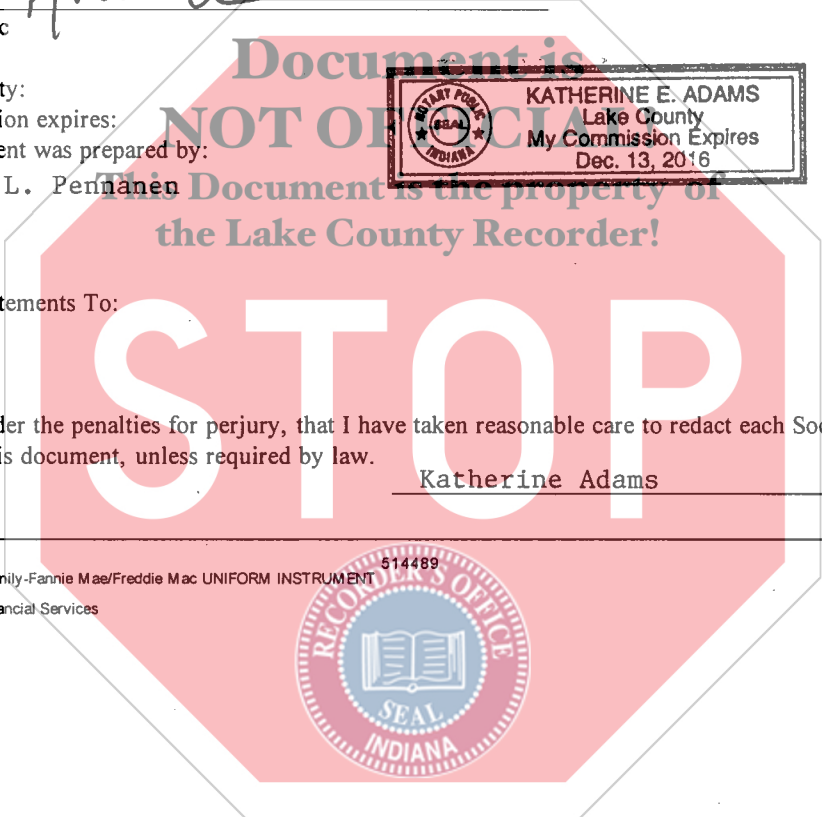 c
Document is
ty:
ion expires:
NOT OFFICIAL!
ent was prepared by:
L. Pennanen
This Document is the property of
the Lake County Recorder!
NOTARY PUBLIC
SEAL
INDIANA
KATHERINE E. ADAMS
Lake County
My Commission Expires
Dec. 13, 2016
tements To:
STOP
der the penalties for perjury, that I have taken reasonable care to redact each Soc
is document, unless required by law.
Katherine Adams
514489
nily-Fannie Mae/Freddie Mac UNIFORM INSTRUMENT
ancial Services
RECORDER'S OFFICE
SEAL
INDIANA